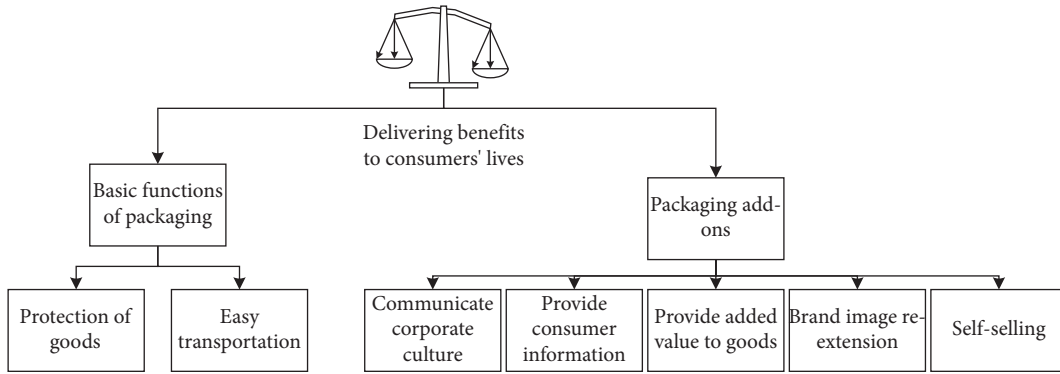 Delivering benefits
to consumers' lives
Basic functions
of packaging
Packaging add-
ons
Protection of
goods
Easy
transportation
Communicate
corporate
culture
Provide
consumer
information
Provide added
value to goods
Brand image re-
extension
Self-selling